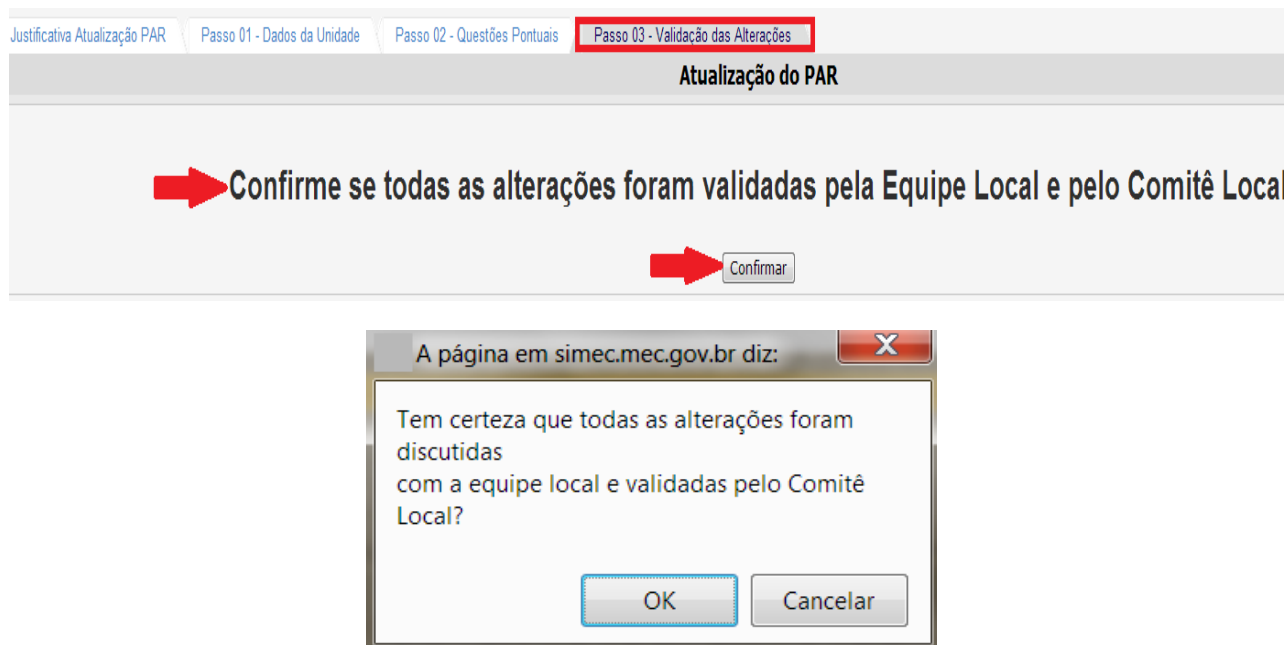 Justificativa Atualização PAR Passo 01 - Dados da Unidade Passo 02 - Questões Pontuais Passo 03 - Validação das Alterações
Atualização do PAR
Confirme se todas as alterações foram validadas pela Equipe Local e pelo Comitê Local
Confirmar
A página em simec.mec.gov.br diz:
X
Tem certeza que todas as alterações foram
discutidas
com a equipe local e validadas pelo Comitê
Local?
OK Cancelar